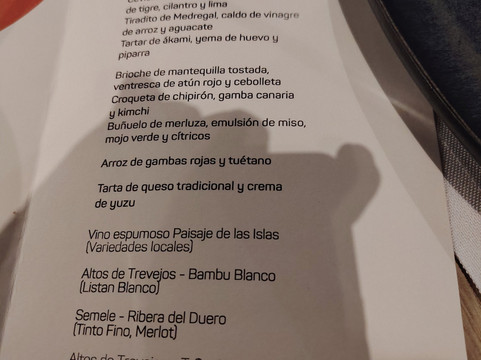 de tigre, cilantro y lima
Tiradito de Medregal, caldo de vinagre
de arroz y aguacate
Tartar de ákami, yema de huevo y
piparra
Brioche de mantequilla tostada,
ventresca de atún rojo y cebolleta
Croqueta de chipirón, gamba canaria
y kimchi
Buñuelo de merluza, emulsión de miso,
mojo verde y cítricos
Arroz de gambas rojas y tuétano
Tarta de queso tradicional y crema
de yuzu
Vino espumoso Paisaje de las Islas
(Variedades locales)
Altos de Trevejos - Bambu Blanco
(Listan Blanco)
Semele - Ribera del Duero
(Tinto Fino, Merlot)
Altos de Trevejos -